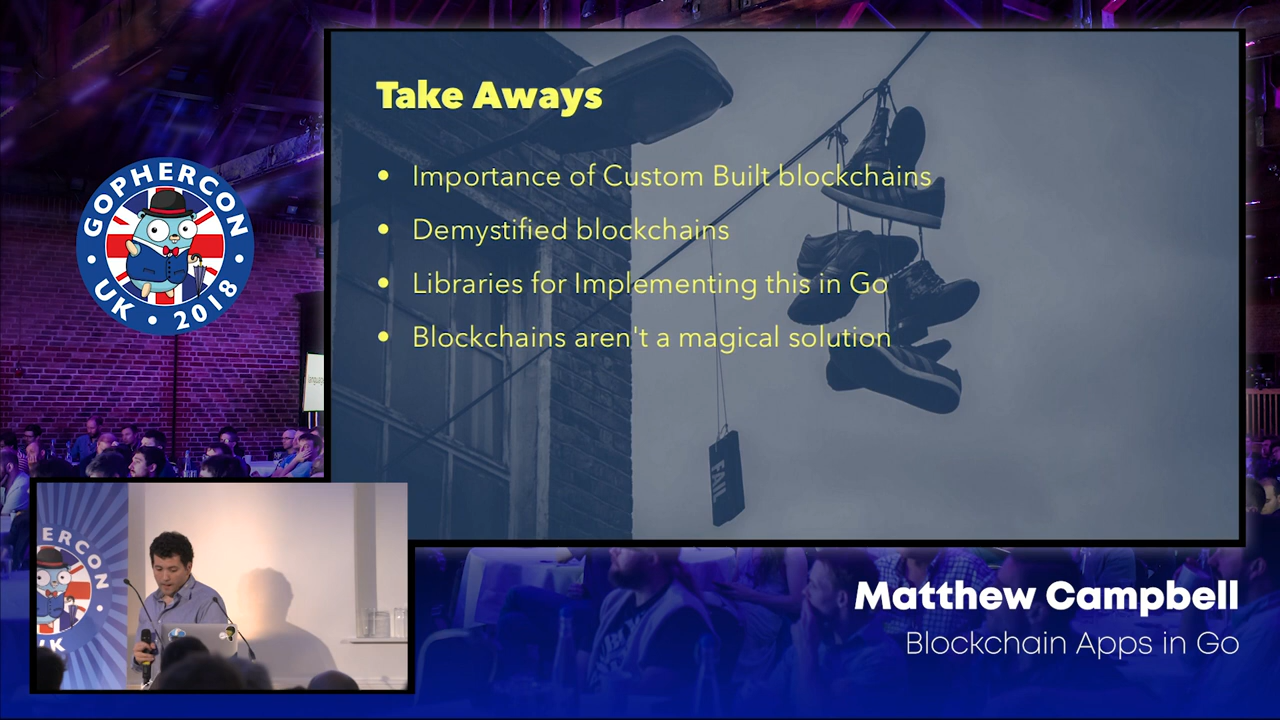 GOPHERCON
UK • 2018
Take Aways
• Importance of Custom Built blockchains
• Demystified blockchains
• Libraries for Implementing this in Go
• Blockchains aren't a magical solution
FAIL
Matthew Campbell
Blockchain Apps in Go